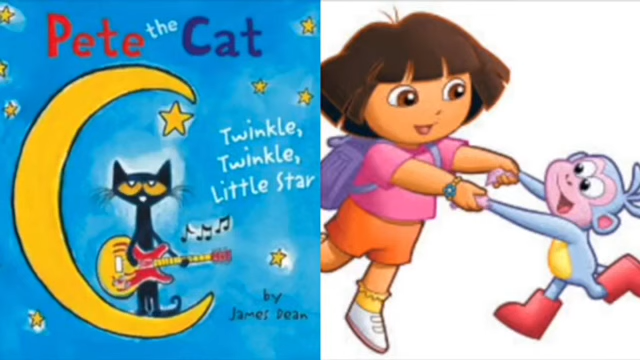 Pete the Cat
Twinkle,
Twinkle,
Little Star
by
James Dean